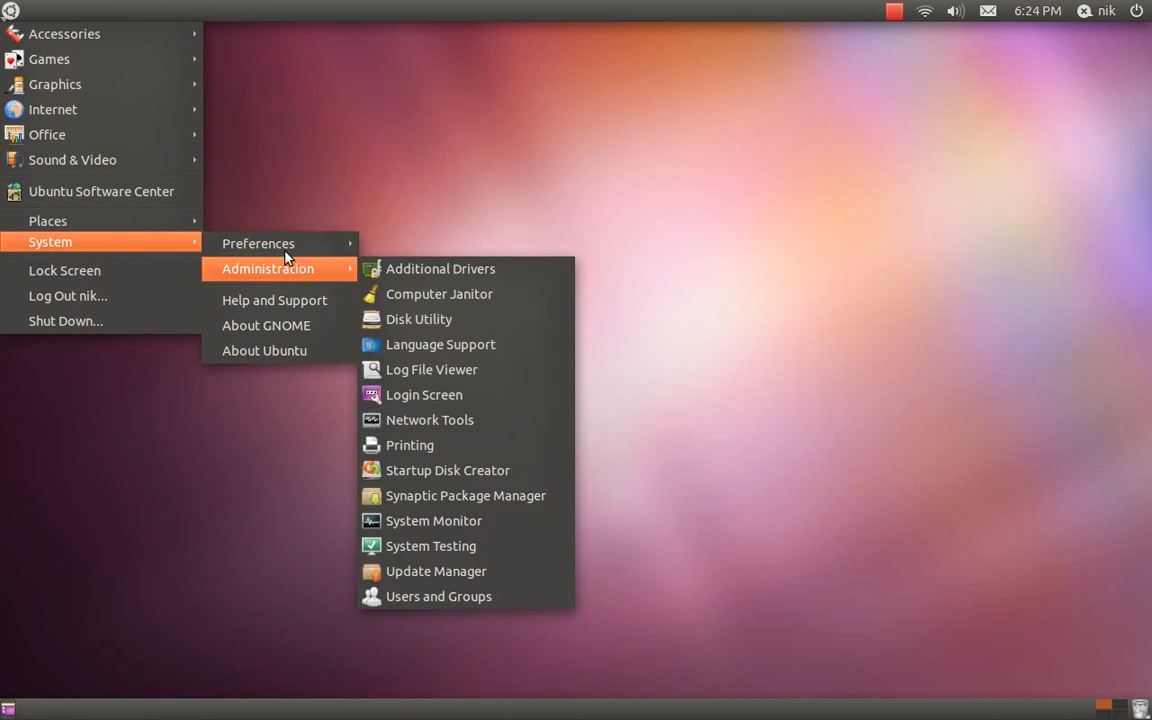 6:24 PM
nik
Accessories
Games
Graphics
Internet
Office
Sound & Video
Ubuntu Software Center
Places
System
Lock Screen
Log Out nik...
Shut Down...
Preferences
Administration
Help and Support
About GNOME
About Ubuntu
Additional Drivers
Computer Janitor
Disk Utility
Language Support
Log File Viewer
Login Screen
Network Tools
Printing
Startup Disk Creator
Synaptic Package Manager
System Monitor
System Testing
Update Manager
Users and Groups